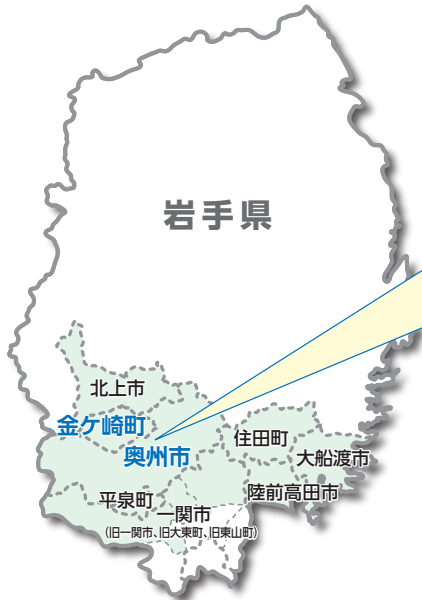 岩手県
北上市
金ケ崎町
奥州市
住田町
大船渡市
陸前高田市
平泉町
一関市
（旧一関市、旧大東町、旧東山町）